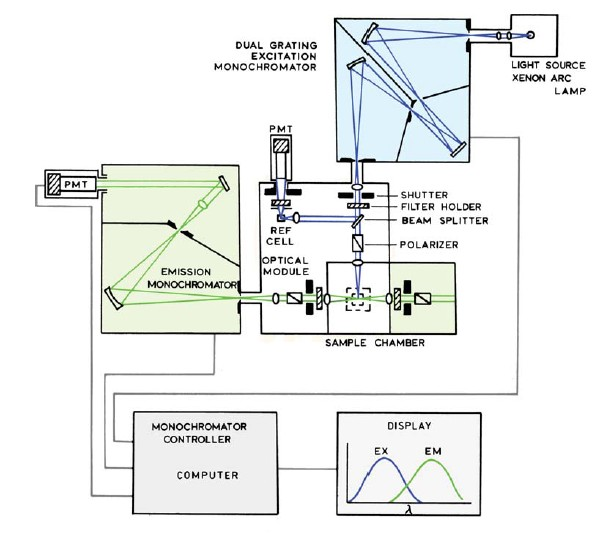 DUAL GRATING
EXCITATION
MONOCHROMATOR
LIGHT SOURCE
XENON ARC
LAMP
PMT
PMT
SHUTTER
FILTER HOLDER
BEAM SPLITTER
REF
CELL
POLARIZER
OPTICAL
MODULE
EMISSION
MONOCHROMATOR
SAMPLE CHAMBER
MONOCHROMATOR
CONTROLLER
COMPUTER
DISPLAY
EX
EM
λ